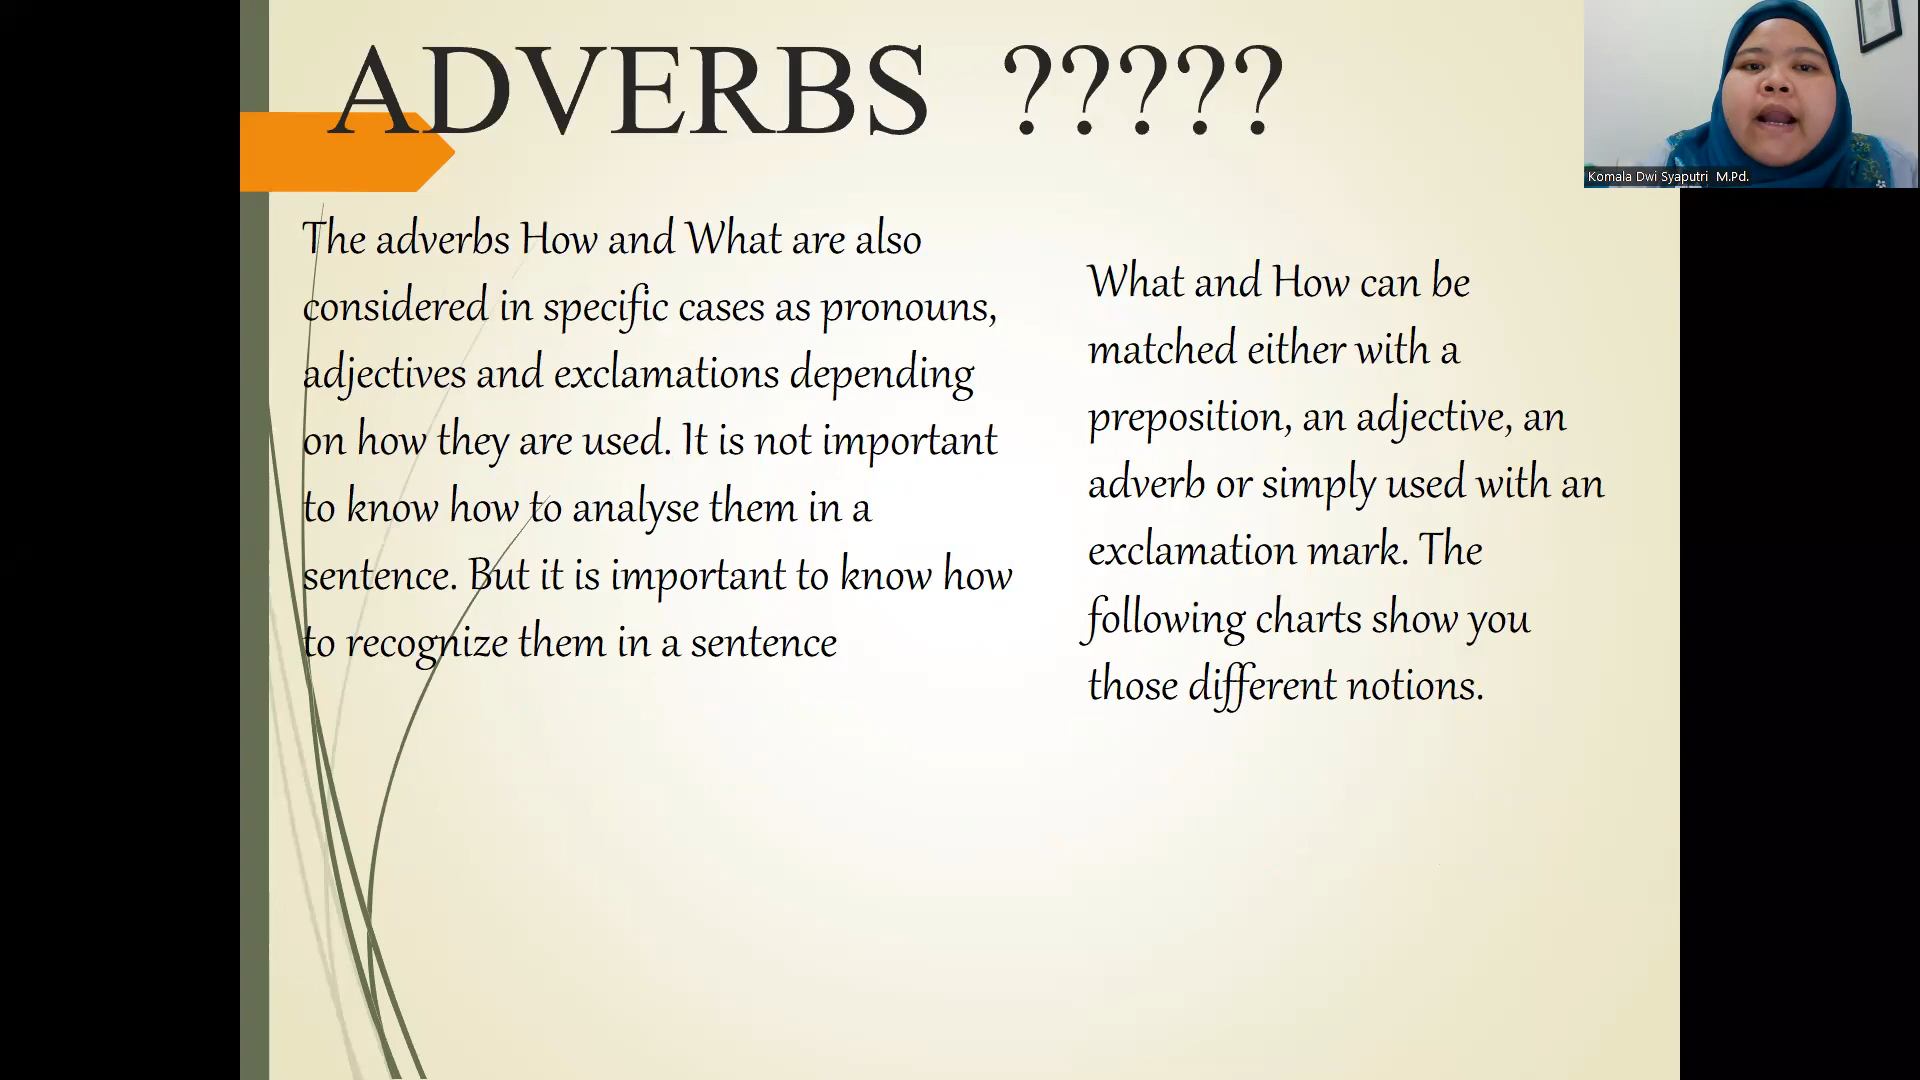 ADVERBS ?????
The adverbs How and What are also
considered in specific cases as pronouns,
adjectives and exclamations depending
on how they are used. It is not important
to know how to analyse them in a
sentence. But it is important to know how
to recognize them in a sentence
What and How can be
matched either with a
preposition, an adjective, an
adverb or simply used with an
exclamation mark. The
following charts show you
those different notions.
Komala Dwi Syaputri M.Pd.